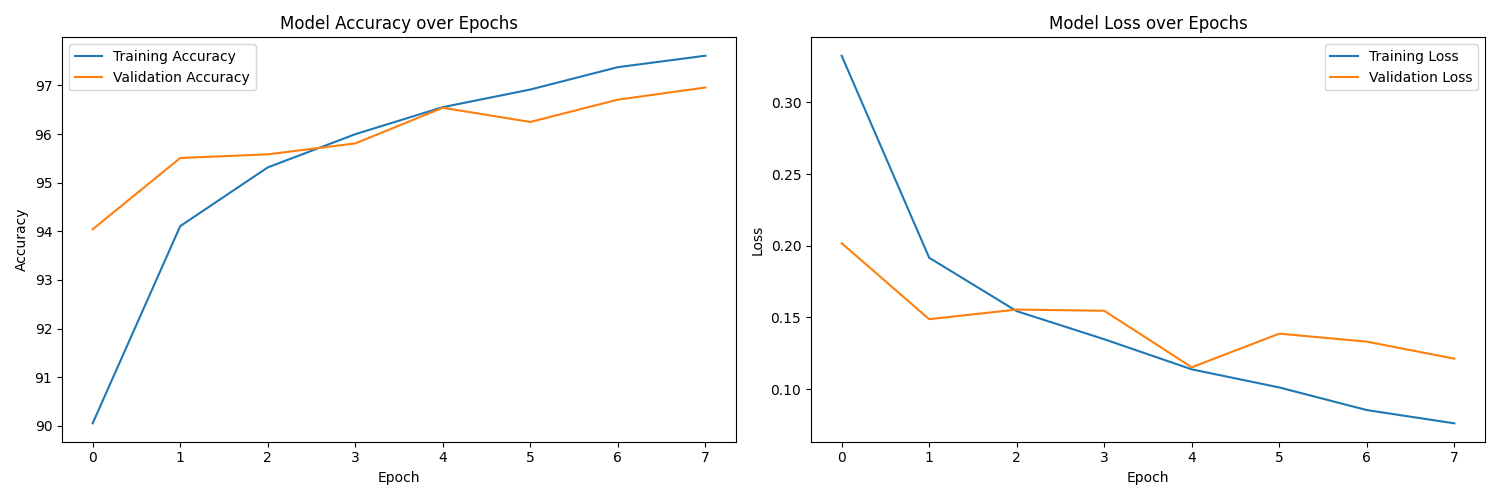 Model Accuracy over Epochs
Training Accuracy
Validation Accuracy
97
96
95
94
93
92
91
90
Accuracy
0 1 2 3 4 5 6 7
Epoch
Model Loss over Epochs
Training Loss
Validation Loss
0.30
0.25
0.20
0.15
0.10
Loss
0 1 2 3 4 5 6 7
Epoch